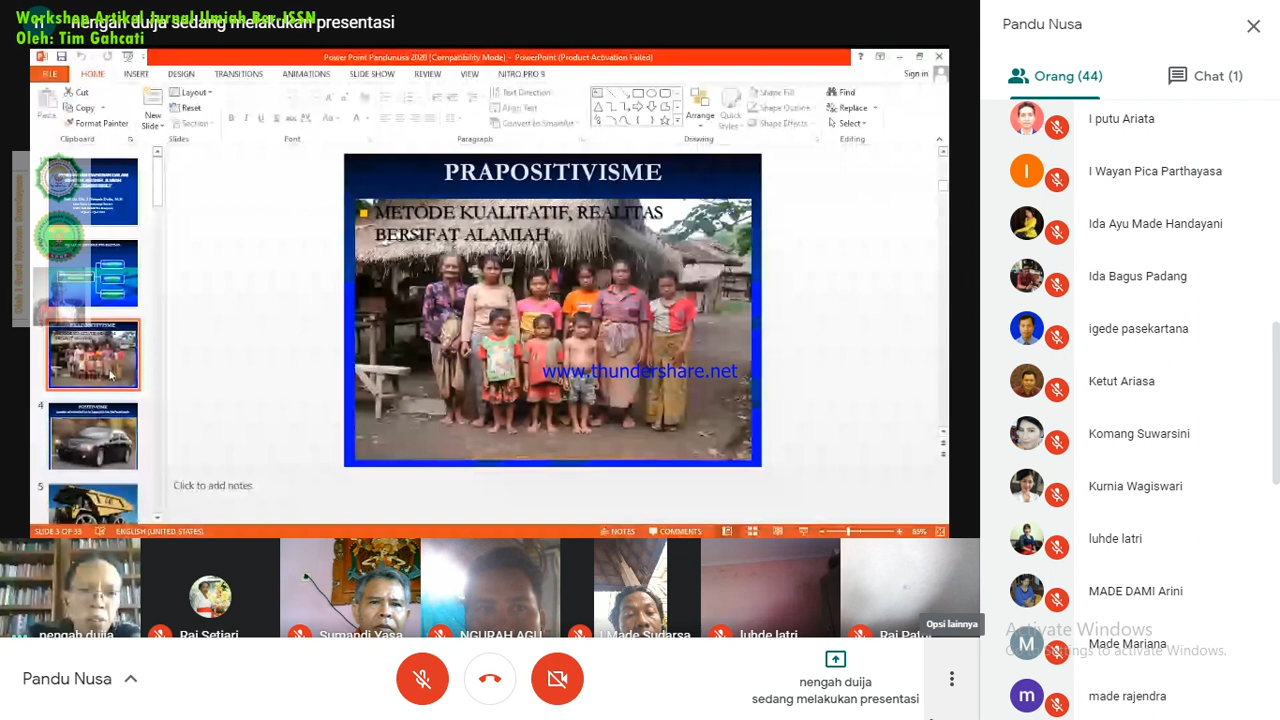 Workshop Artikel Jurnal Ilmiah Ber-ISSN
Oleh: Tim Gahcati
nengah duija sedang melakukan presentasi
Power Point Pandunusa 2020 [Compatibility Mode] - PowerPoint (Product Activation Failed)
FILE HOME INSERT DESIGN TRANSITIONS ANIMATIONS SLIDE SHOW REVIEW VIEW NITRO PRO 9 Sign in
Cut
Copy
Format Painter
Paste
Clipboard
New Slide
Layout
Reset
Section
Slides
Font
Text Direction
Align Text
Convert to SmartArt
Paragraph
Arrange
Quick Styles
Shape Fill
Shape Outline
Shape Effects
Drawing
Find
Replace
Select
Editing
4
5
PRAPOSITIVISME
METODE KUALITATIF, REALITAS
BERSIFAT ALAMIAH
www.thundershare.net
Click to add notes
SLIDE 3 OF 33 ENGLISH (UNITED STATES) NOTES COMMENTS 65%
nengah duija
Rai Setiari
Sumandi Yasa
NGURAH AGU
I Made Sudarsa
luhde latri
Opsi lainnya
Pandu Nusa
nengah duija
sedang melakukan presentasi
Pandu Nusa
Orang (44)
Chat (1)
I putu Ariata
I I Wayan Pica Parthayasa
Ida Ayu Made Handayani
Ida Bagus Padang
igede pasekartana
Ketut Ariasa
Komang Suwarsini
Kurnia Wagiswari
luhde latri
MADE DAMI Arini
Activate Windows
M Made Mariana
Settings to activate Windows.
m made rajendra